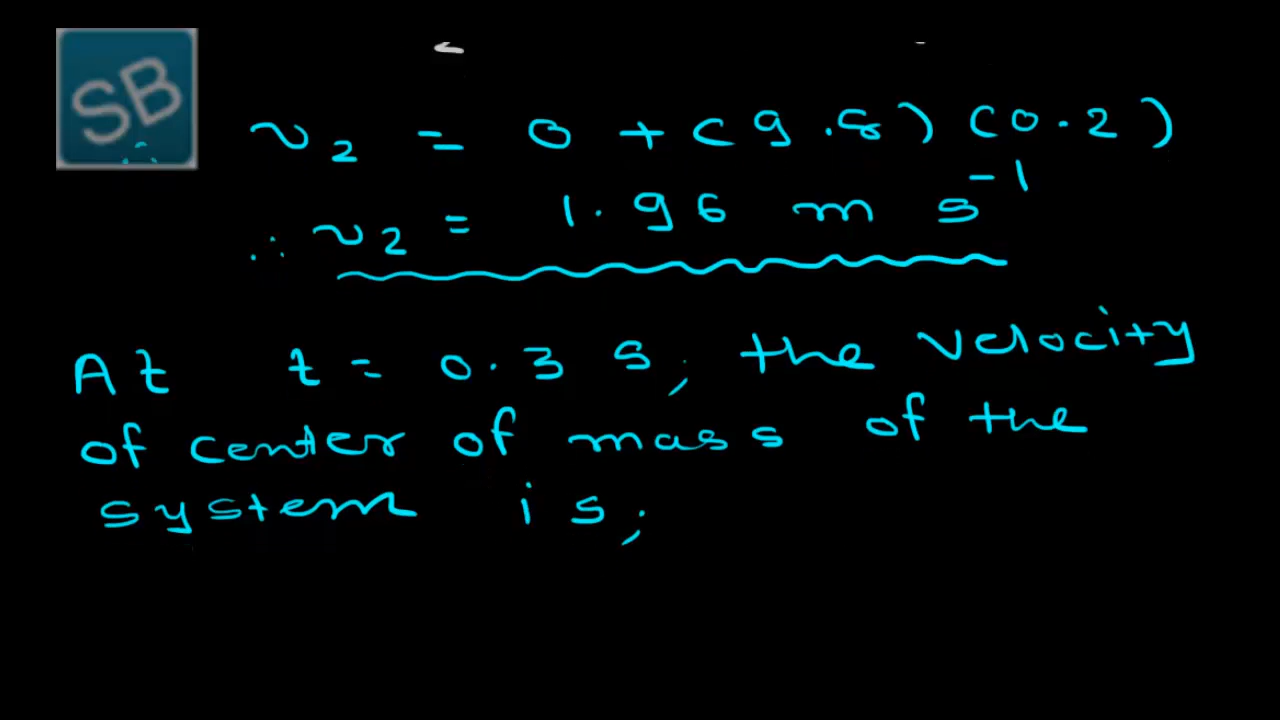 SB
v₂ = 0 + (9.8) (0.2)
∴ v₂ = 1.96 m s⁻¹
At t = 0.3 s, the velocity
of center of mass of the
system is,